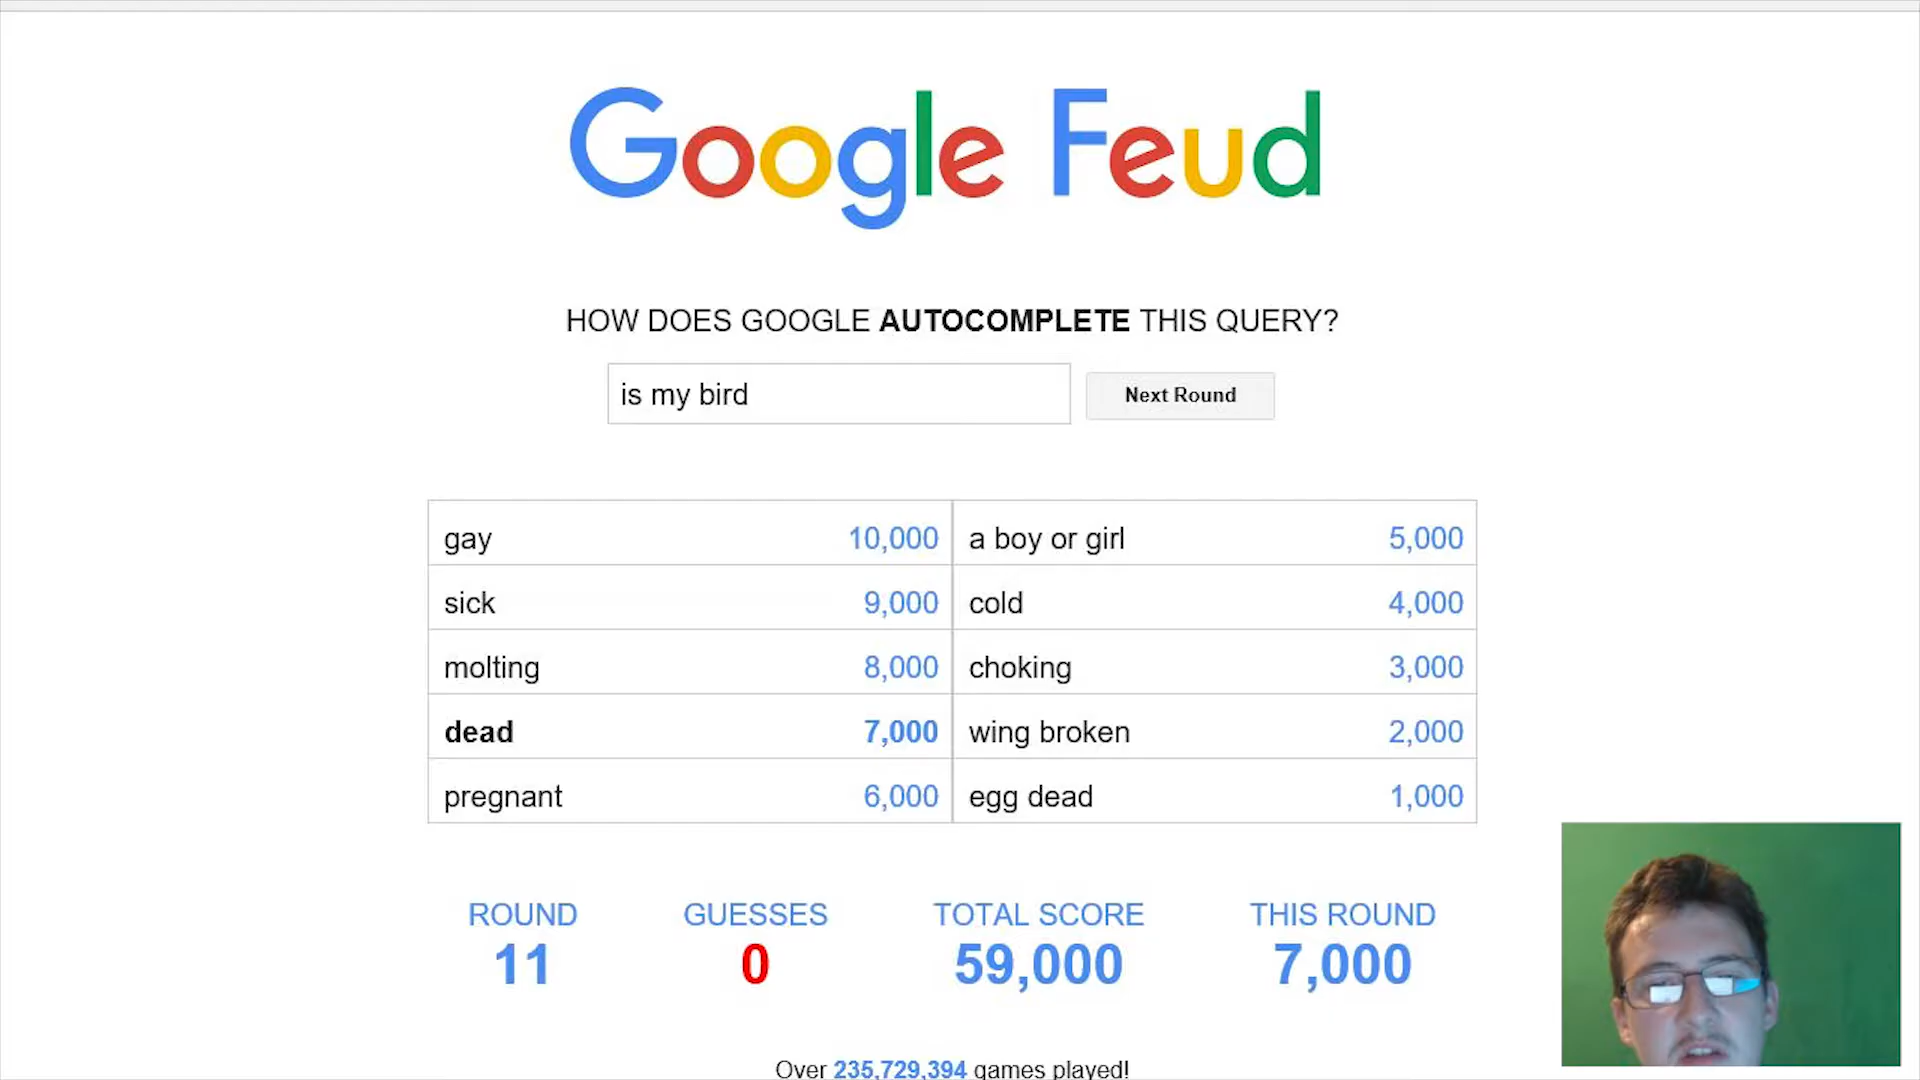 Google Feud
HOW DOES GOOGLE AUTOCOMPLETE THIS QUERY?
is my bird
Next Round
gay 10,000 a boy or girl 5,000
sick 9,000 cold 4,000
molting 8,000 choking 3,000
dead 7,000 wing broken 2,000
pregnant 6,000 egg dead 1,000
ROUND GUESSES TOTAL SCORE THIS ROUND
11 0 59,000 7,000
Over 235,729,394 games played!